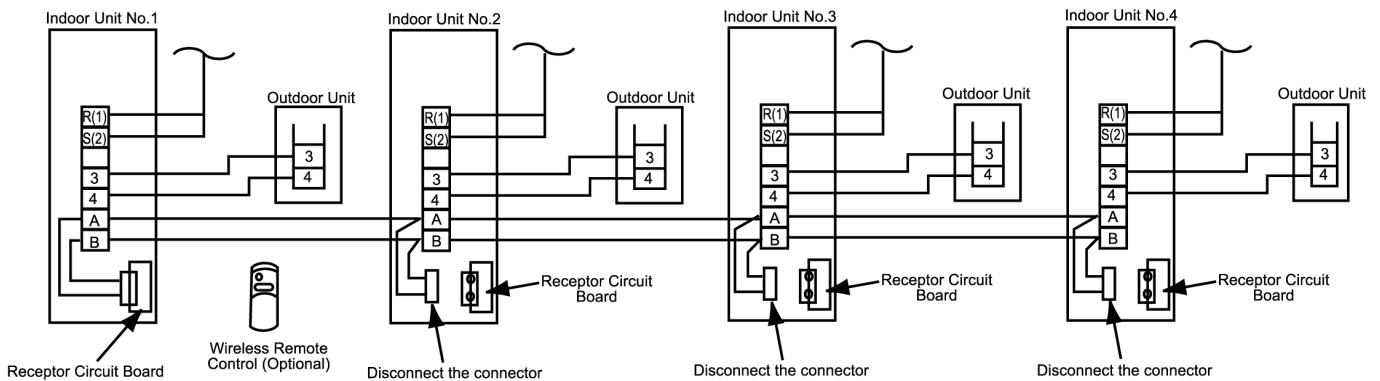 Indoor Unit No.1
R(1)
S(2)
3
4
A
B
Outdoor Unit
3
4
Receptor Circuit Board
Wireless Remote
Control (Optional)
Indoor Unit No.2
R(1)
S(2)
3
4
A
B
Outdoor Unit
3
4
Receptor Circuit
Board
Disconnect the connector
Indoor Unit No.3
R(1)
S(2)
3
4
A
B
Outdoor Unit
3
4
Receptor Circuit
Board
Disconnect the connector
Indoor Unit No.4
R(1)
S(2)
3
4
A
B
Outdoor Unit
3
4
Receptor Circuit
Board
Disconnect the connector